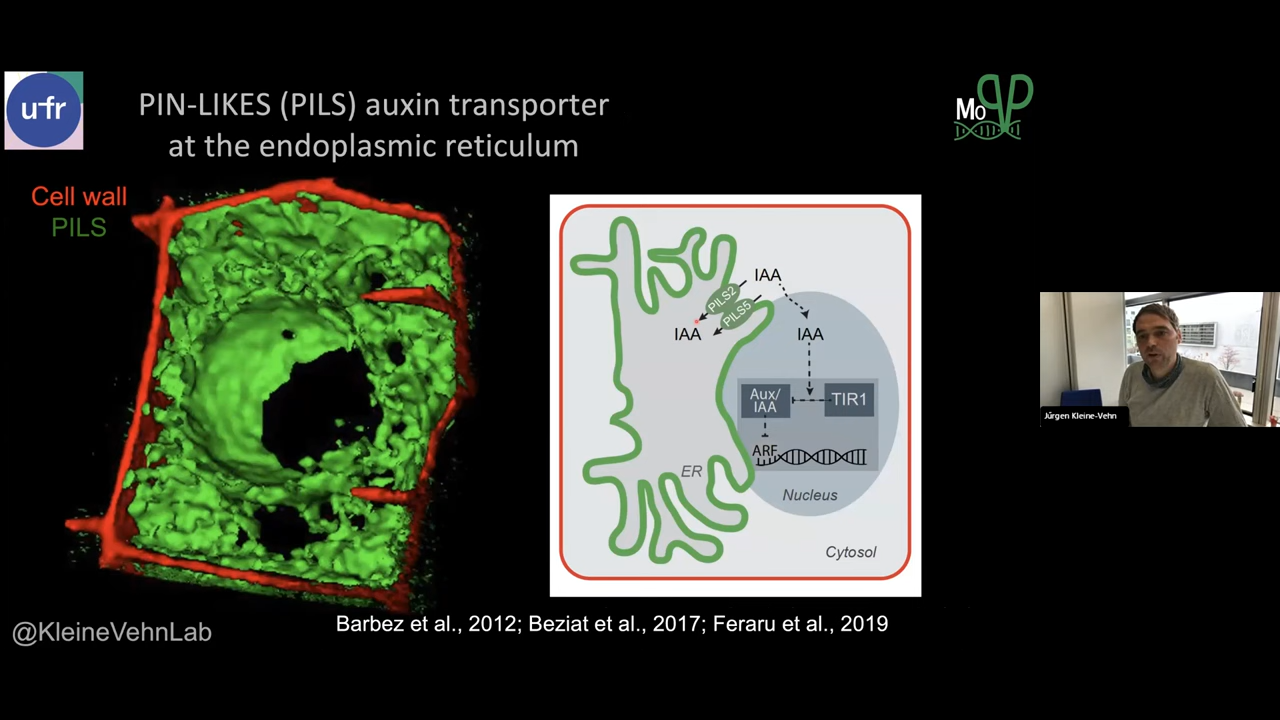 u-fr
PIN-LIKES (PILS) auxin transporter
at the endoplasmic reticulum
Mo
Cell wall
PILS
IAA
PILS2
PILS5
IAA
IAA
Aux/
IAA
TIR1
ARF
ER
Nucleus
Cytosol
Jürgen Kleine-Vehn
Barbez et al., 2012; Beziat et al., 2017; Feraru et al., 2019
@KleineVehnLab